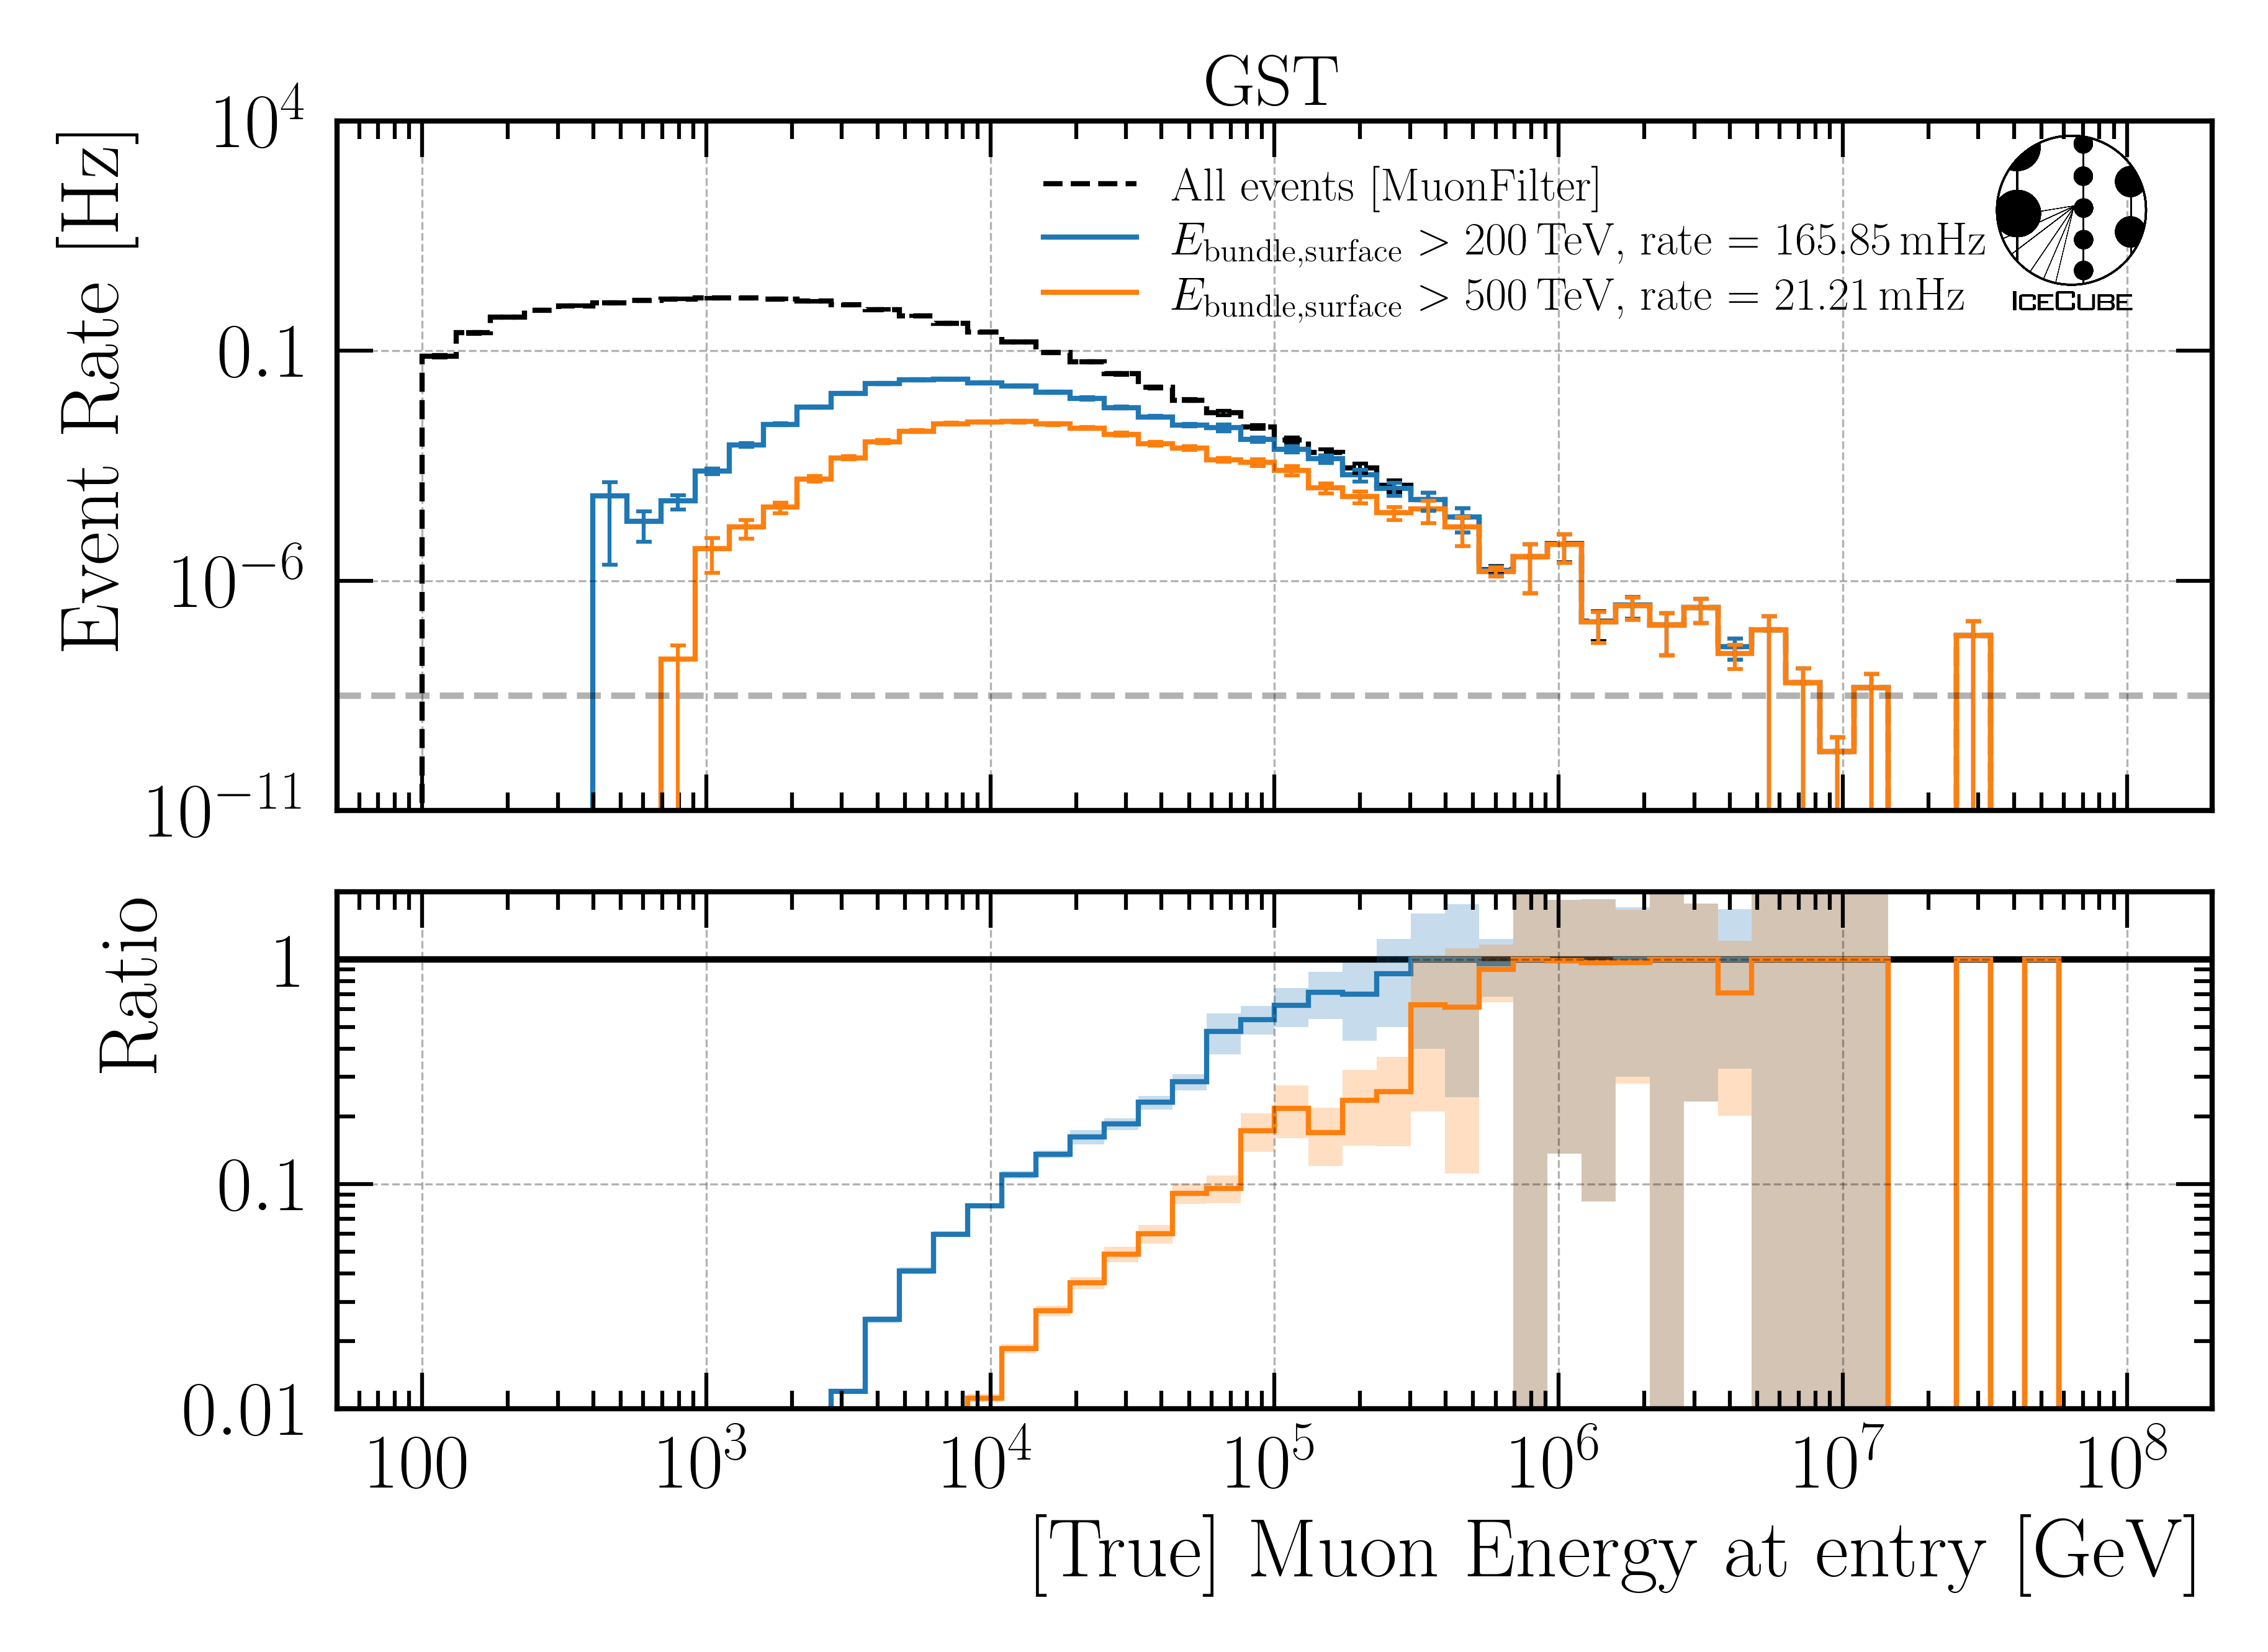 GST
Event Rate [Hz]
10^4
0.1
10^−6
10^−11
All events [MuonFilter]
E_bundle,surface > 200 TeV, rate = 165.85 mHz
E_bundle,surface > 500 TeV, rate = 21.21 mHz
ICECUBE
Ratio
1
0.1
0.01
100 10^3 10^4 10^5 10^6 10^7 10^8
[True] Muon Energy at entry [GeV]